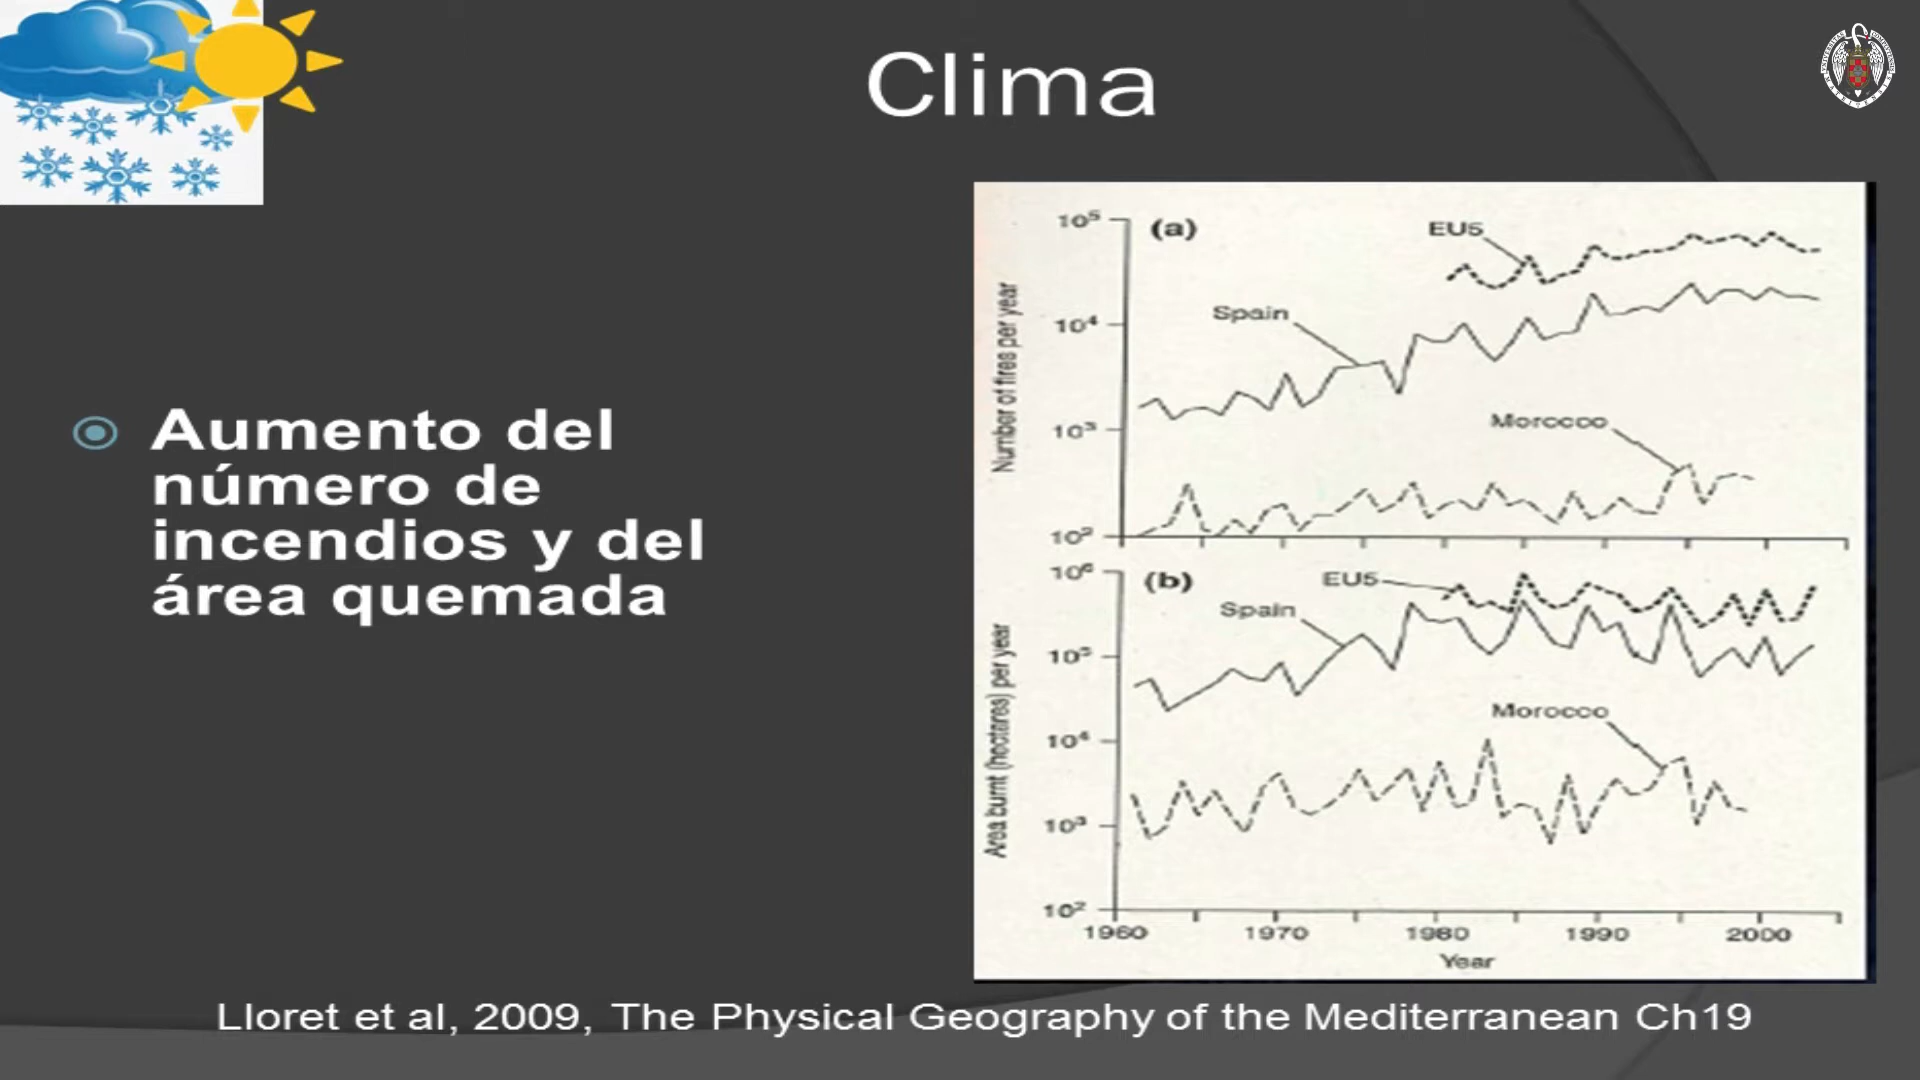 Clima
Aumento del
número de
incendios y del
área quemada
10⁵
(a)
EU5
Spain
10⁴
Number of fires per year
Morocco
10³
10²
10⁶
(b)
EU5
Spain
10⁵
Area burnt (hectares) per year
Morocco
10⁴
10³
10²
1960 1970 1980 1990 2000
Year
Lloret et al, 2009, The Physical Geography of the Mediterranean Ch19